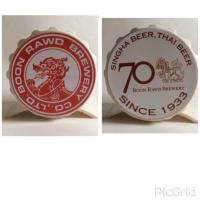 BOON RAWD BREWERY CO.,LTD
SINGHA BEER, THAI BEER
70
BOON RAWD BREWERY
SINCE 1933
PicGrid